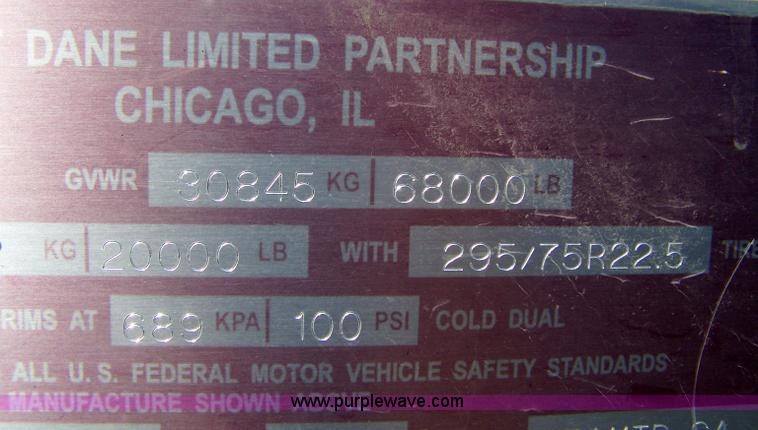 DANE LIMITED PARTNERSHIP
CHICAGO, IL
GVWR 30845 KG 68000 LB
KG 20000 LB WITH 295/75R22.5 TIRE
RIMS AT 689 KPA 100 PSI COLD DUAL
ALL U.S. FEDERAL MOTOR VEHICLE SAFETY STANDARDS
MANUFACTURE SHOWN
www.purplewave.com